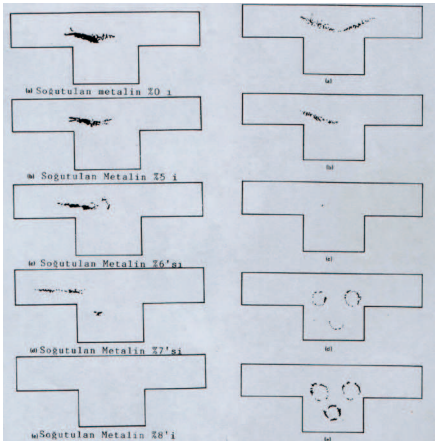 (a) Soğutulan metalin %0 ı
(a)
(b) Soğutulan Metalin %5 i
(b)
(c) Soğutulan Metalin %6'sı
(c)
(d) Soğutulan Metalin %7'si
(d)
(e) Soğutulan Metalin %8'i
(e)